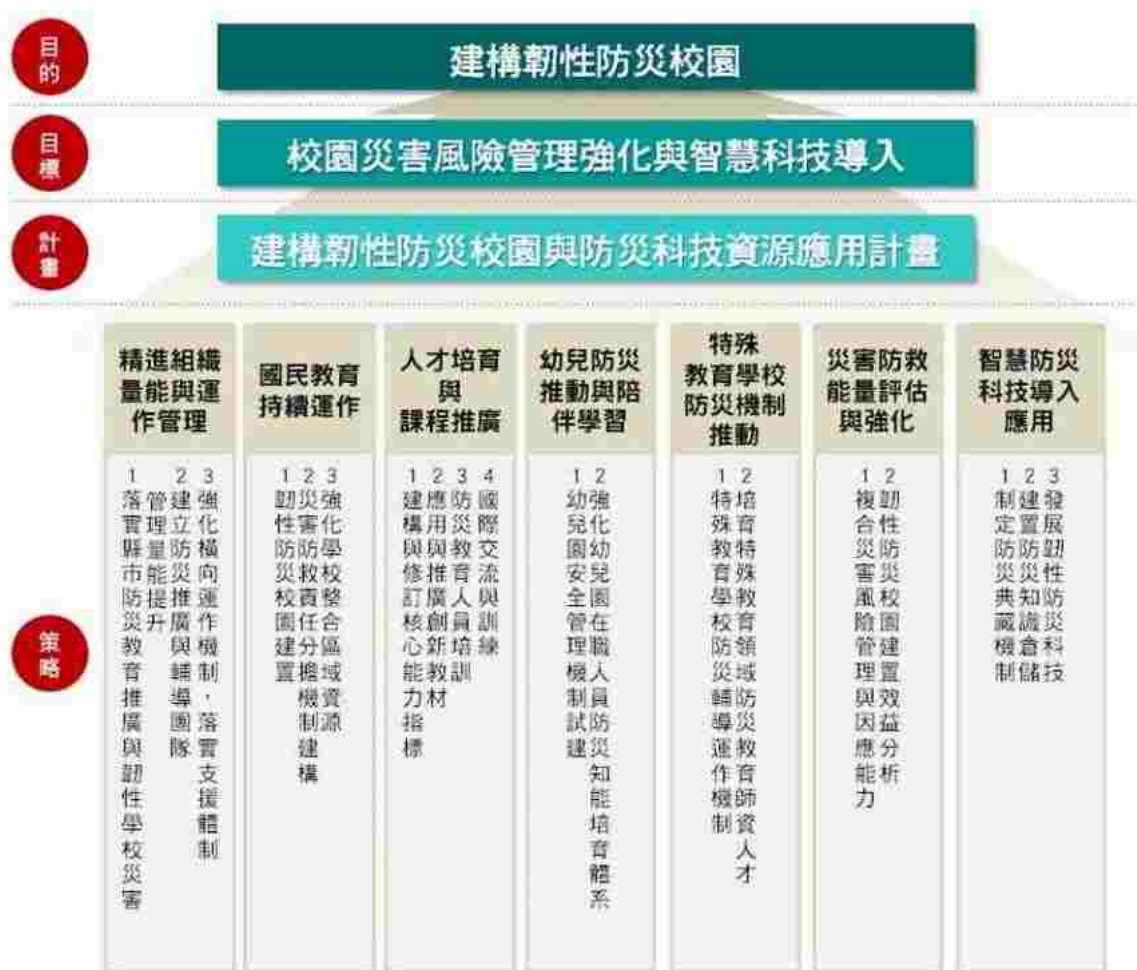 目的
建構韌性防災校園
目標
校園災害風險管理強化與智慧科技導入
計畫
建構韌性防災校園與防災科技資源應用計畫
策略
精進組織
量能與運
作管理
1落實縣市防災教育推廣與韌性學校災害
管理量能提升
2建立防災推廣與輔導團隊
3強化橫向運作機制，落實支援體制
國民教育
持續運作
1韌性防災校園建置
2災害防救責任分擔機制建構
3強化學校整合區域資源
人才培育
與
課程推廣
1建構與修訂核心能力指標
2應用與推廣創新教材
3防災教育人員培訓
4國際交流與訓練
幼兒防災
推動與陪
伴學習
1幼兒園安全管理機制試建
2強化幼兒園在職人員防災知能培育體系
特殊
教育學校
防災機制
推動
1特殊教育學校防災輔導運作機制
2培育特殊教育領域防災教育師資人才
災害防救
能量評估
與強化
1複合災害風險管理與因應能力
2韌性防災校園建置效益分析
智慧防災
科技導入
應用
1制定防災典藏機制
2建置防災知識倉儲
3發展韌性防災科技